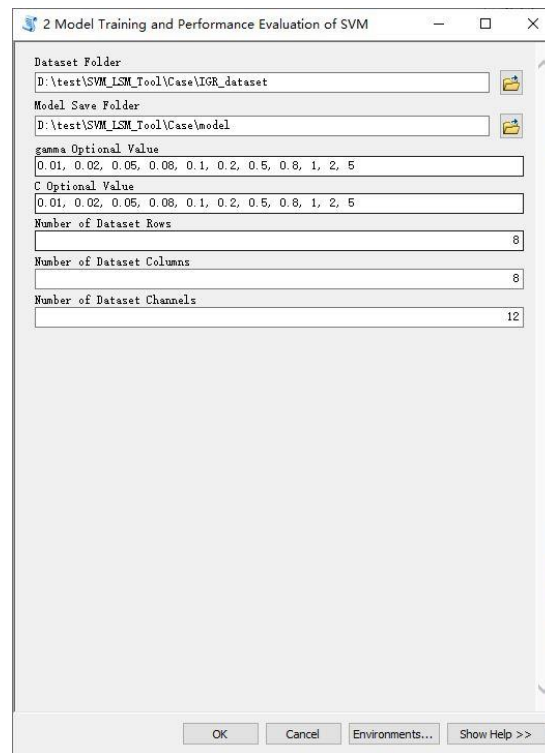 2 Model Training and Performance Evaluation of SVM
Dataset Folder
D:\test\SVM_LSM_Tool\Case\IGR_dataset
Model Save Folder
D:\test\SVM_LSM_Tool\Case\model
gamma Optional Value
0.01, 0.02, 0.05, 0.08, 0.1, 0.2, 0.5, 0.8, 1, 2, 5
C Optional Value
0.01, 0.02, 0.05, 0.08, 0.1, 0.2, 0.5, 0.8, 1, 2, 5
Number of Dataset Rows
8
Number of Dataset Columns
8
Number of Dataset Channels
12
OK Cancel Environments... Show Help >>